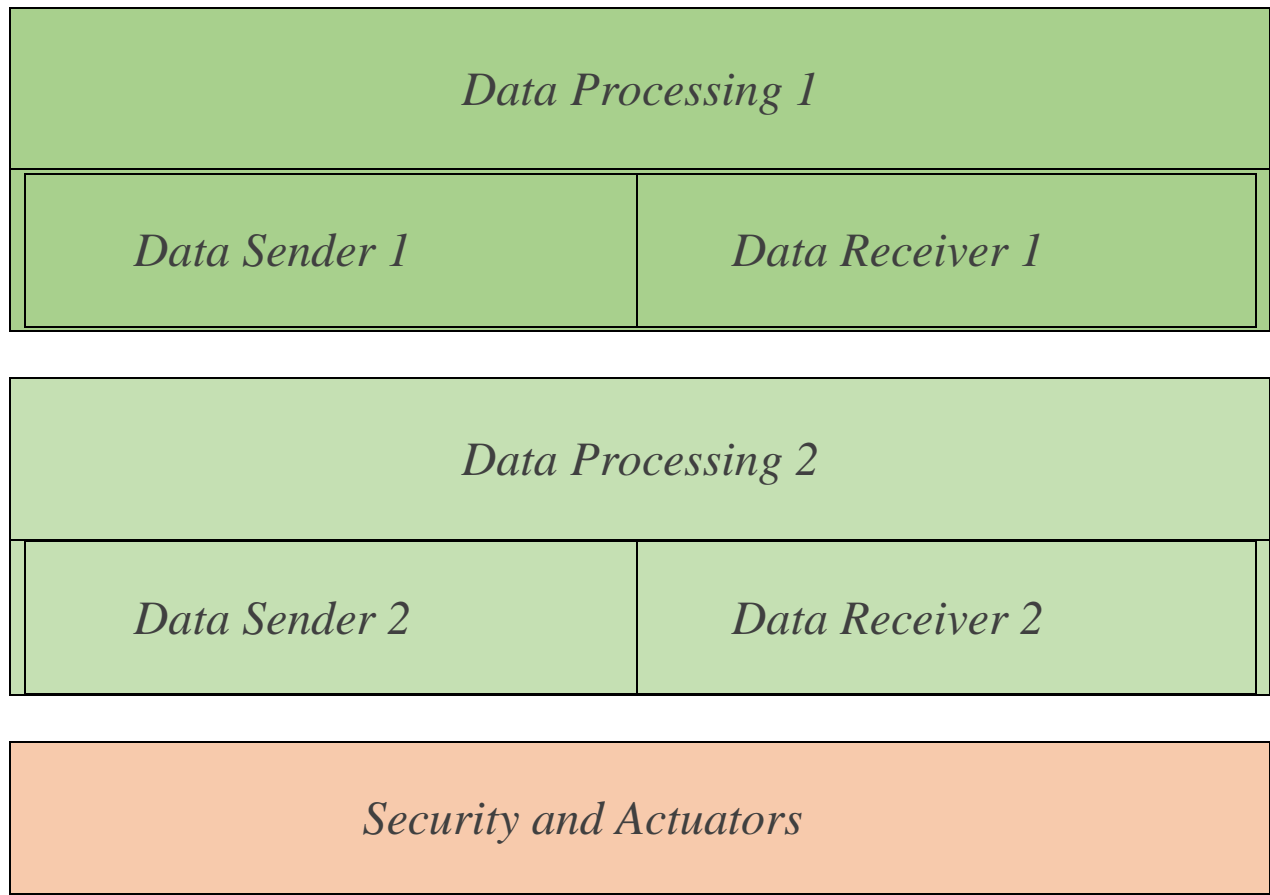 Data Processing 1
Data Sender 1
Data Receiver 1
Data Processing 2
Data Sender 2
Data Receiver 2
Security and Actuators